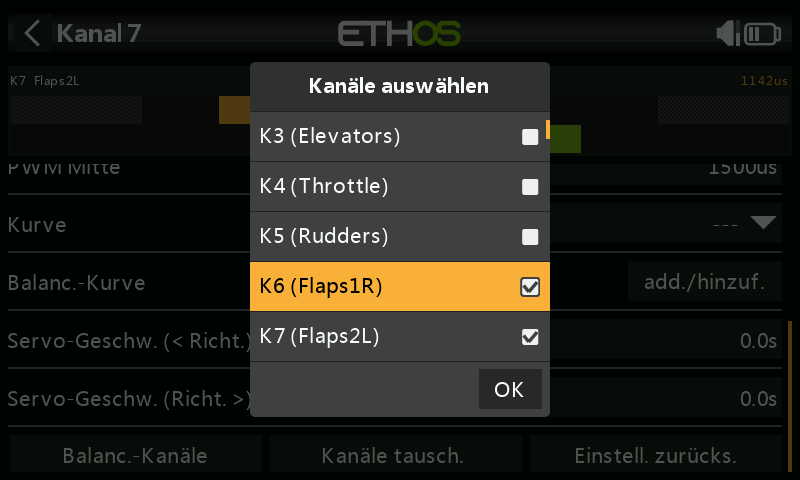 Kanal 7
ETHOS
K7 Flaps2L
1142us
Kanäle auswählen
K3 (Elevators)
K4 (Throttle)
K5 (Rudders)
K6 (Flaps1R)
K7 (Flaps2L)
OK
PWM Mitte
1500us
Kurve
---
Balanc.-Kurve
add./hinzuf.
Servo-Geschw. (< Richt.)
0.0s
Servo-Geschw. (Richt. >)
0.0s
Balanc.-Kanäle
Kanäle tausch.
Einstell. zurücks.